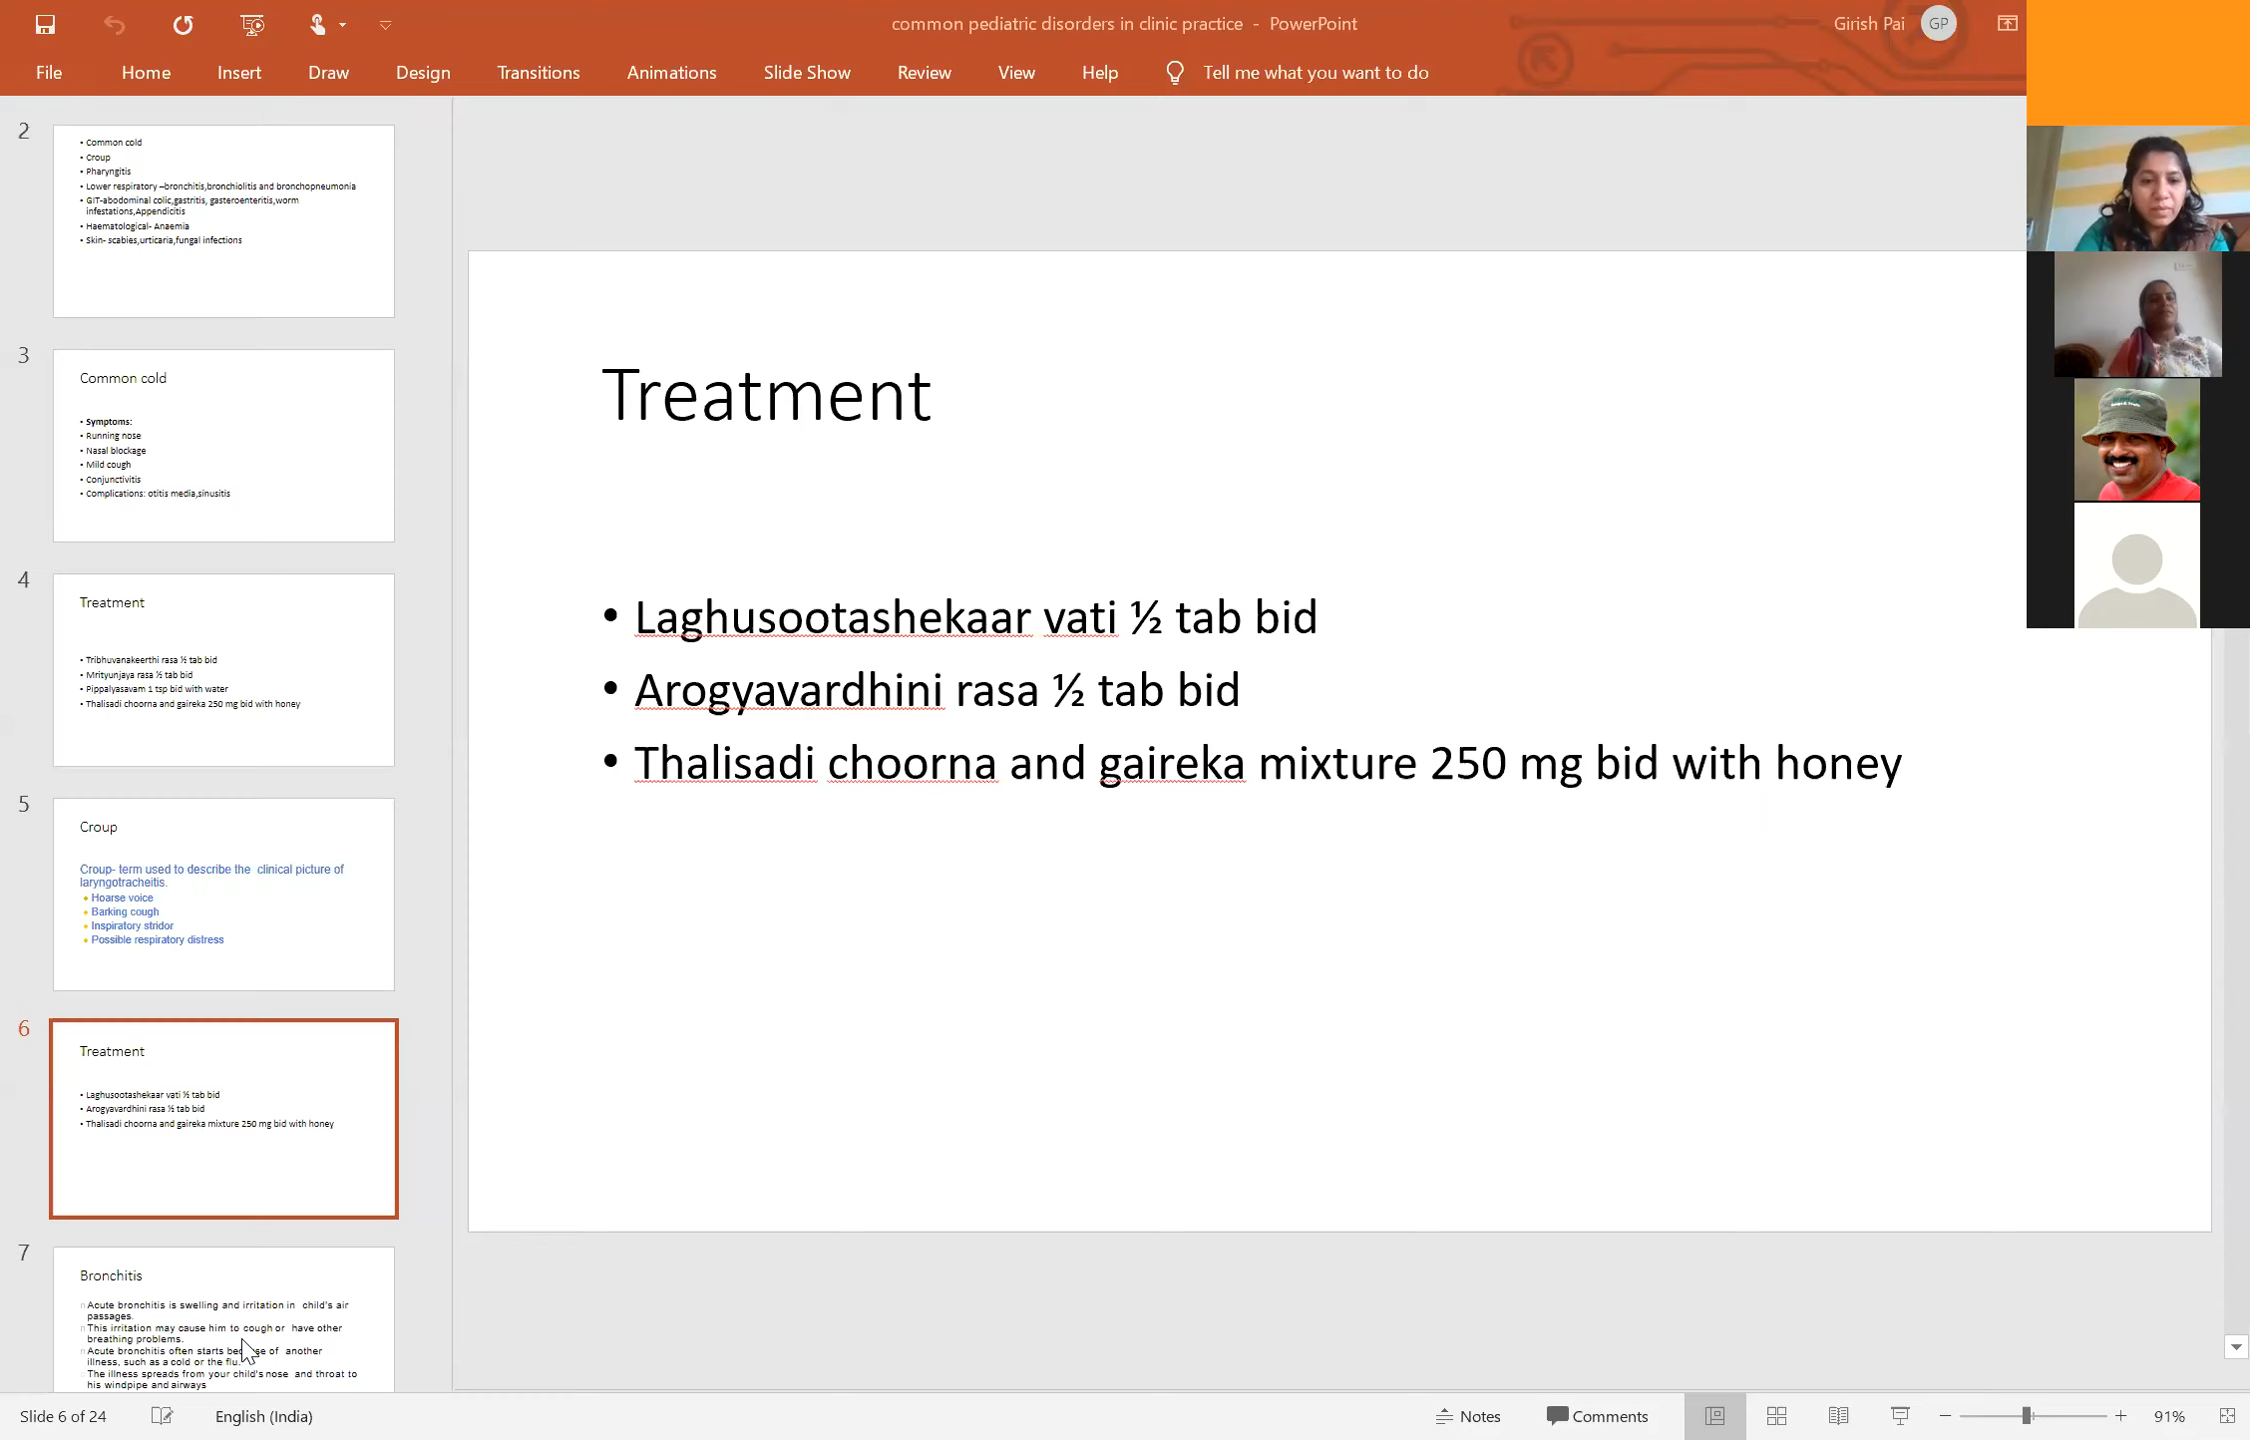 common pediatric disorders in clinic practice - PowerPoint
Girish Pai
GP
File
Home
Insert
Draw
Design
Transitions
Animations
Slide Show
Review
View
Help
Tell me what you want to do
2
• Common cold
• Croup
• Pharyngitis
• Lower respiratory –bronchitis,bronchiolitis and bronchopneumonia
• GIT-abodominal colic,gastritis, gasteroenteritis,worm
infestations,Appendicitis
• Haematological- Anaemia
• Skin- scabies,urticaria,fungal infections
3
Common cold
• Symptoms:
• Running nose
• Nasal blockage
• Mild cough
• Conjunctivitis
• Complications: otitis media,sinusitis
4
Treatment
• Tribhuvanakeerthi rasa ½ tab bid
• Mrityunjaya rasa ½ tab bid
• Pippalyasavam 1 tsp bid with water
• Thalisadi choorna and gaireka 250 mg bid with honey
5
Croup
Croup- term used to describe the clinical picture of
laryngotracheitis.
• Hoarse voice
• Barking cough
• Inspiratory stridor
• Possible respiratory distress
6
Treatment
• Laghusootashekaar vati ½ tab bid
• Arogyavardhini rasa ½ tab bid
• Thalisadi choorna and gaireka mixture 250 mg bid with honey
7
Bronchitis
Acute bronchitis is swelling and irritation in child's air
passages.
This irritation may cause him to cough or have other
breathing problems.
Acute bronchitis often starts because of another
illness, such as a cold or the flu.
The illness spreads from your child's nose and throat to
his windpipe and airways
Treatment
• Laghusootashekaar vati ½ tab bid
• Arogyavardhini rasa ½ tab bid
• Thalisadi choorna and gaireka mixture 250 mg bid with honey
Slide 6 of 24
English (India)
Notes
Comments
91%